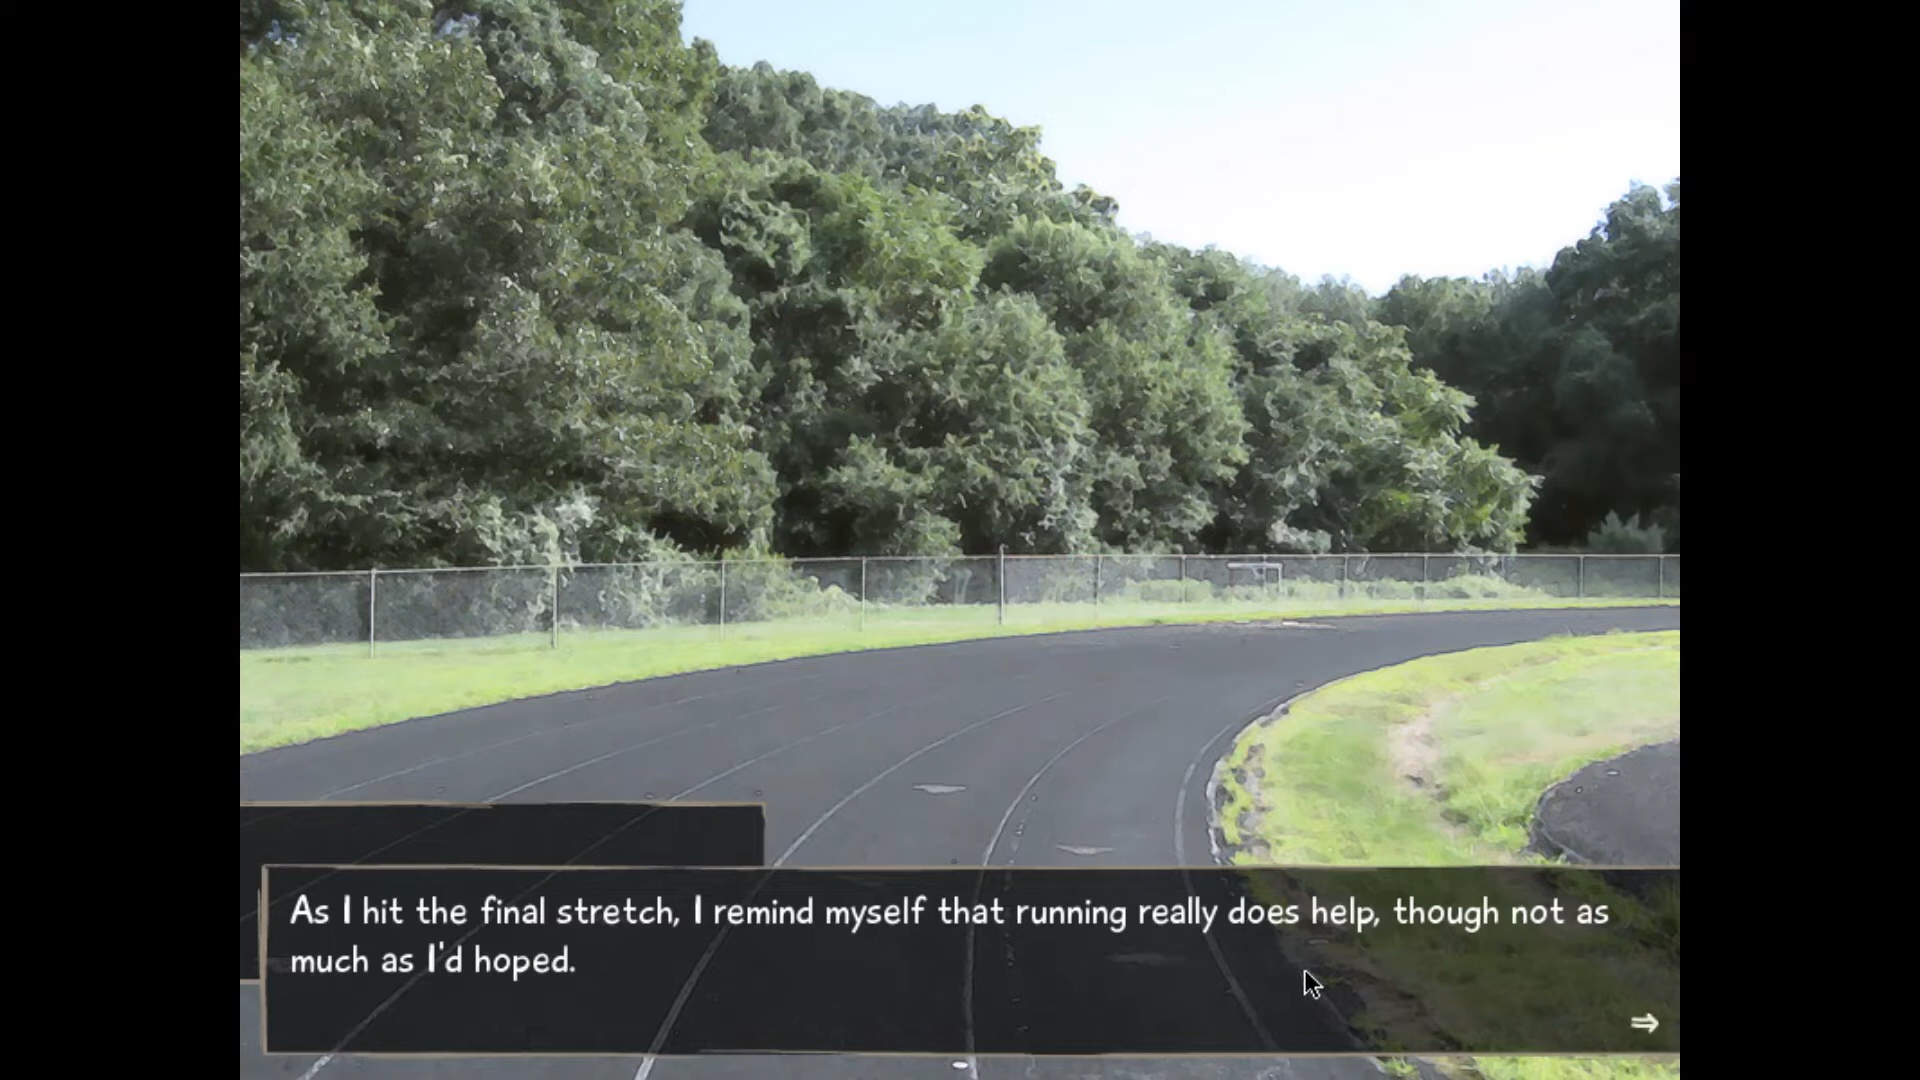 As I hit the final stretch, I remind myself that running really does help, though not as
much as I'd hoped.